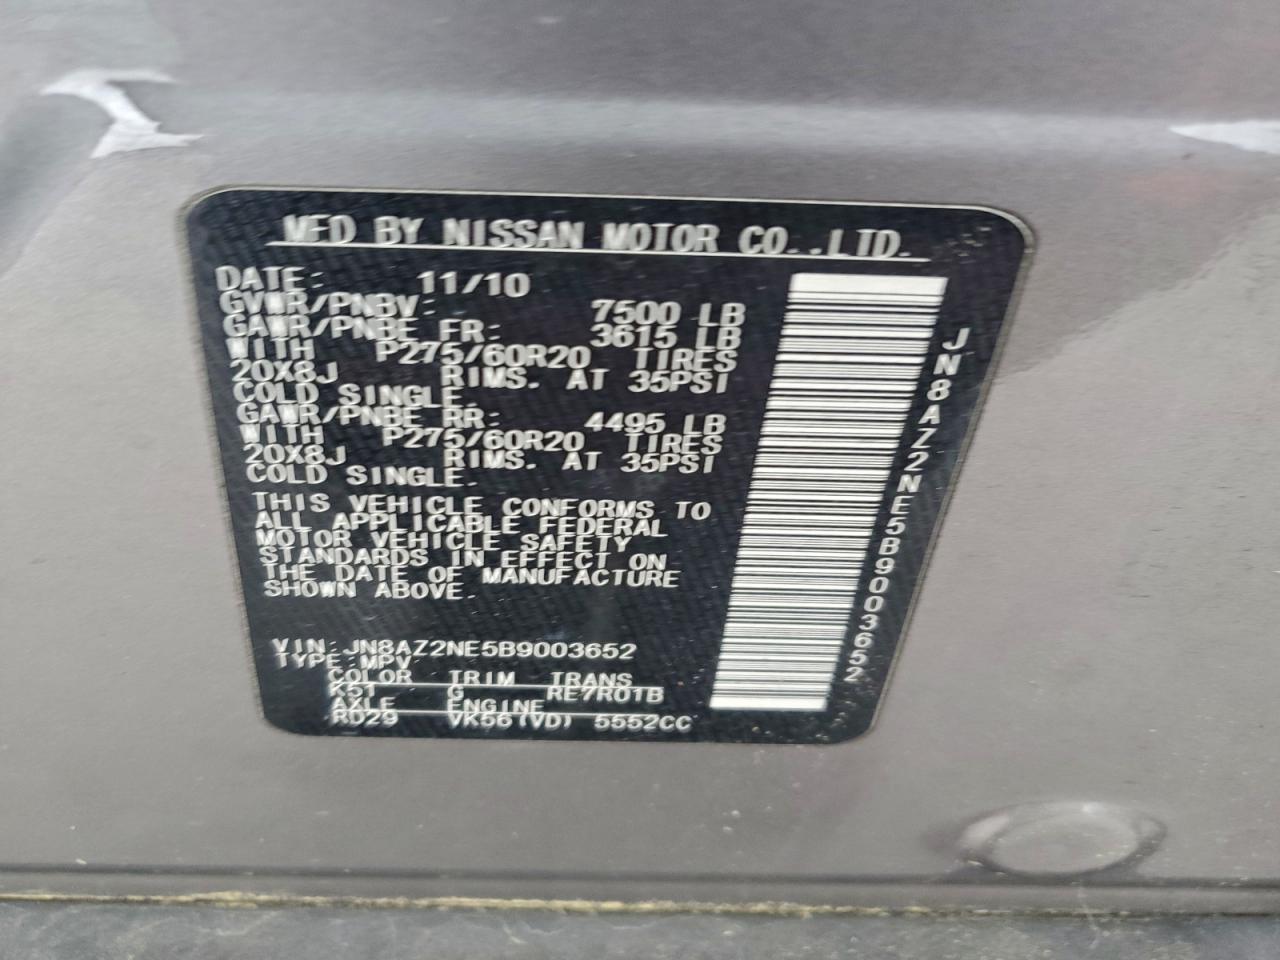 MFD BY NISSAN MOTOR CO.,LTD.
DATE: 11/10
GVWR/PNBV: 7500 LB
GAWR/PNBE FR: 3615 LB
WITH P275/60R20 TIRES
20X8J RIMS. AT 35PSI
COLD SINGLE.
GAWR/PNBE RR: 4495 LB
WITH P275/60R20 TIRES
20X8J RIMS. AT 35PSI
COLD SINGLE.
THIS VEHICLE CONFORMS TO
ALL APPLICABLE FEDERAL
MOTOR VEHICLE SAFETY
STANDARDS IN EFFECT ON
THE DATE OF MANUFACTURE
SHOWN ABOVE.
VIN:JN8AZ2NE5B9003652
TYPE:MPV
COLOR TRIM TRANS
K51 G RE7R01B
AXLE ENGINE
RD29 VK56(VD) 5552CC
JN8AZ2NE5B9003652